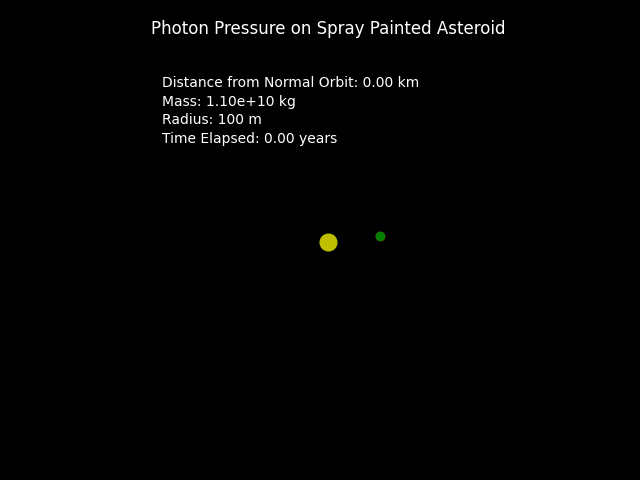 Photon Pressure on Spray Painted Asteroid
Distance from Normal Orbit: 0.00 km
Mass: 1.10e+10 kg
Radius: 100 m
Time Elapsed: 0.00 years